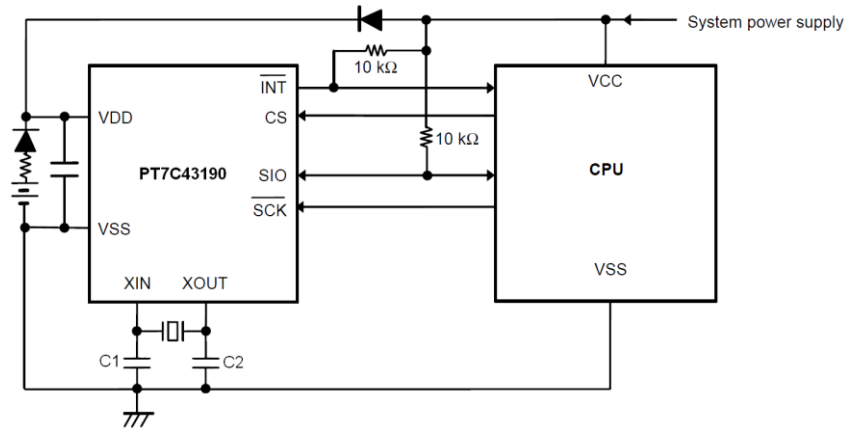 System power supply
10 kΩ
INT
VCC
VDD
CS
10 kΩ
PT7C43190
SIO
CPU
SCK
VSS
VSS
XIN
XOUT
C1
C2